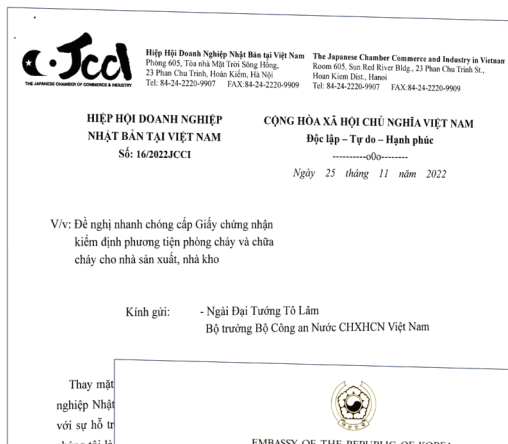 JCCI
THE JAPANESE CHAMBER OF COMMERCE & INDUSTRY
Hiệp Hội Doanh Nghiệp Nhật Bản tại Việt Nam
Phòng 605, Tòa nhà Mặt Trời Sông Hồng,
23 Phan Chu Trinh, Hoàn Kiếm, Hà Nội
Tel: 84-24-2220-9907 FAX:84-24-2220-9909
The Japanese Chamber Commerce and Industry in Vietnam
Room 605, Sun Red River Bldg., 23 Phan Chu Trinh St.,
Hoan Kiem Dist., Hanoi
Tel: 84-24-2220-9907 FAX:84-24-2220-9909
HIỆP HỘI DOANH NGHIỆP
NHẬT BẢN TẠI VIỆT NAM
Số: 16/2022JCCI
CỘNG HÒA XÃ HỘI CHỦ NGHĨA VIỆT NAM
Độc lập – Tự do – Hạnh phúc
----------o0o--------
Ngày 25 tháng 11 năm 2022
V/v: Đề nghị nhanh chóng cấp Giấy chứng nhận
kiểm định phương tiện phòng cháy và chữa
cháy cho nhà sản xuất, nhà kho
Kính gửi: - Ngài Đại Tướng Tô Lâm
Bộ trưởng Bộ Công an Nước CHXHCN Việt Nam
Thay mặt
nghiệp Nhật
với sự hỗ tr
EMBASSY OF THE REPUBLIC OF KOREA